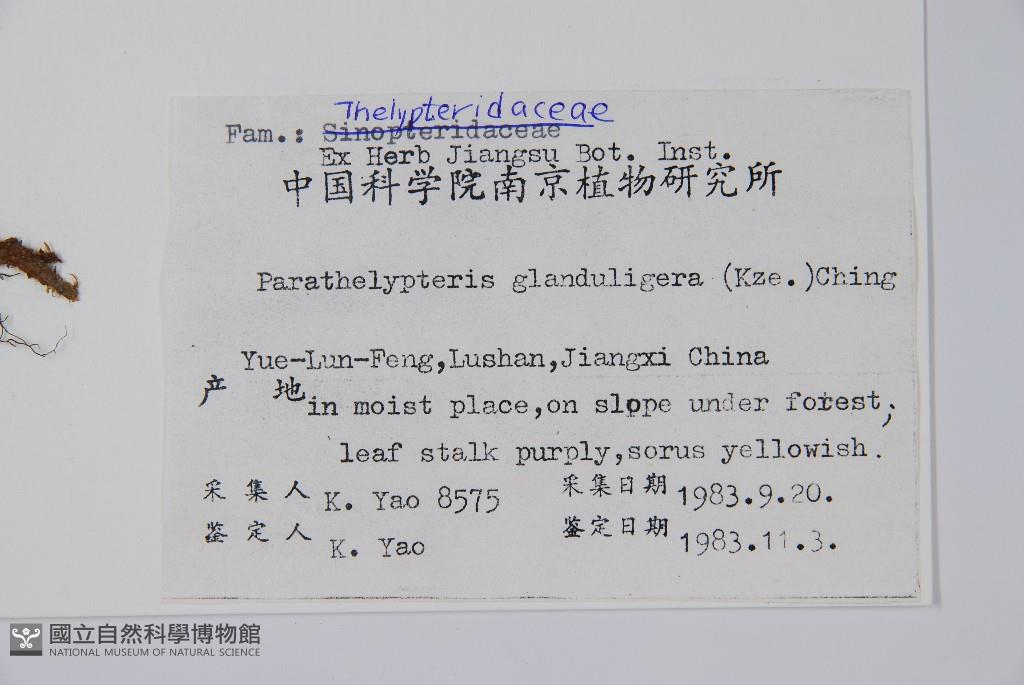 Thelypteridaceae
Fam.: Sinopteridaceae
Ex Herb Jiangsu Bot. Inst.
中国科学院南京植物研究所
Parathelypteris glanduligera (Kze.)Ching
Yue-Lun-Feng,Lushan,Jiangxi China
产 地 in moist place,on slope under forest;
leaf stalk purply,sorus yellowish.
采 集 人 K. Yao 8575 采集日期 1983.9.20.
鉴 定 人 K. Yao 鉴定日期 1983.11.3.
國立自然科學博物館
NATIONAL MUSEUM OF NATURAL SCIENCE